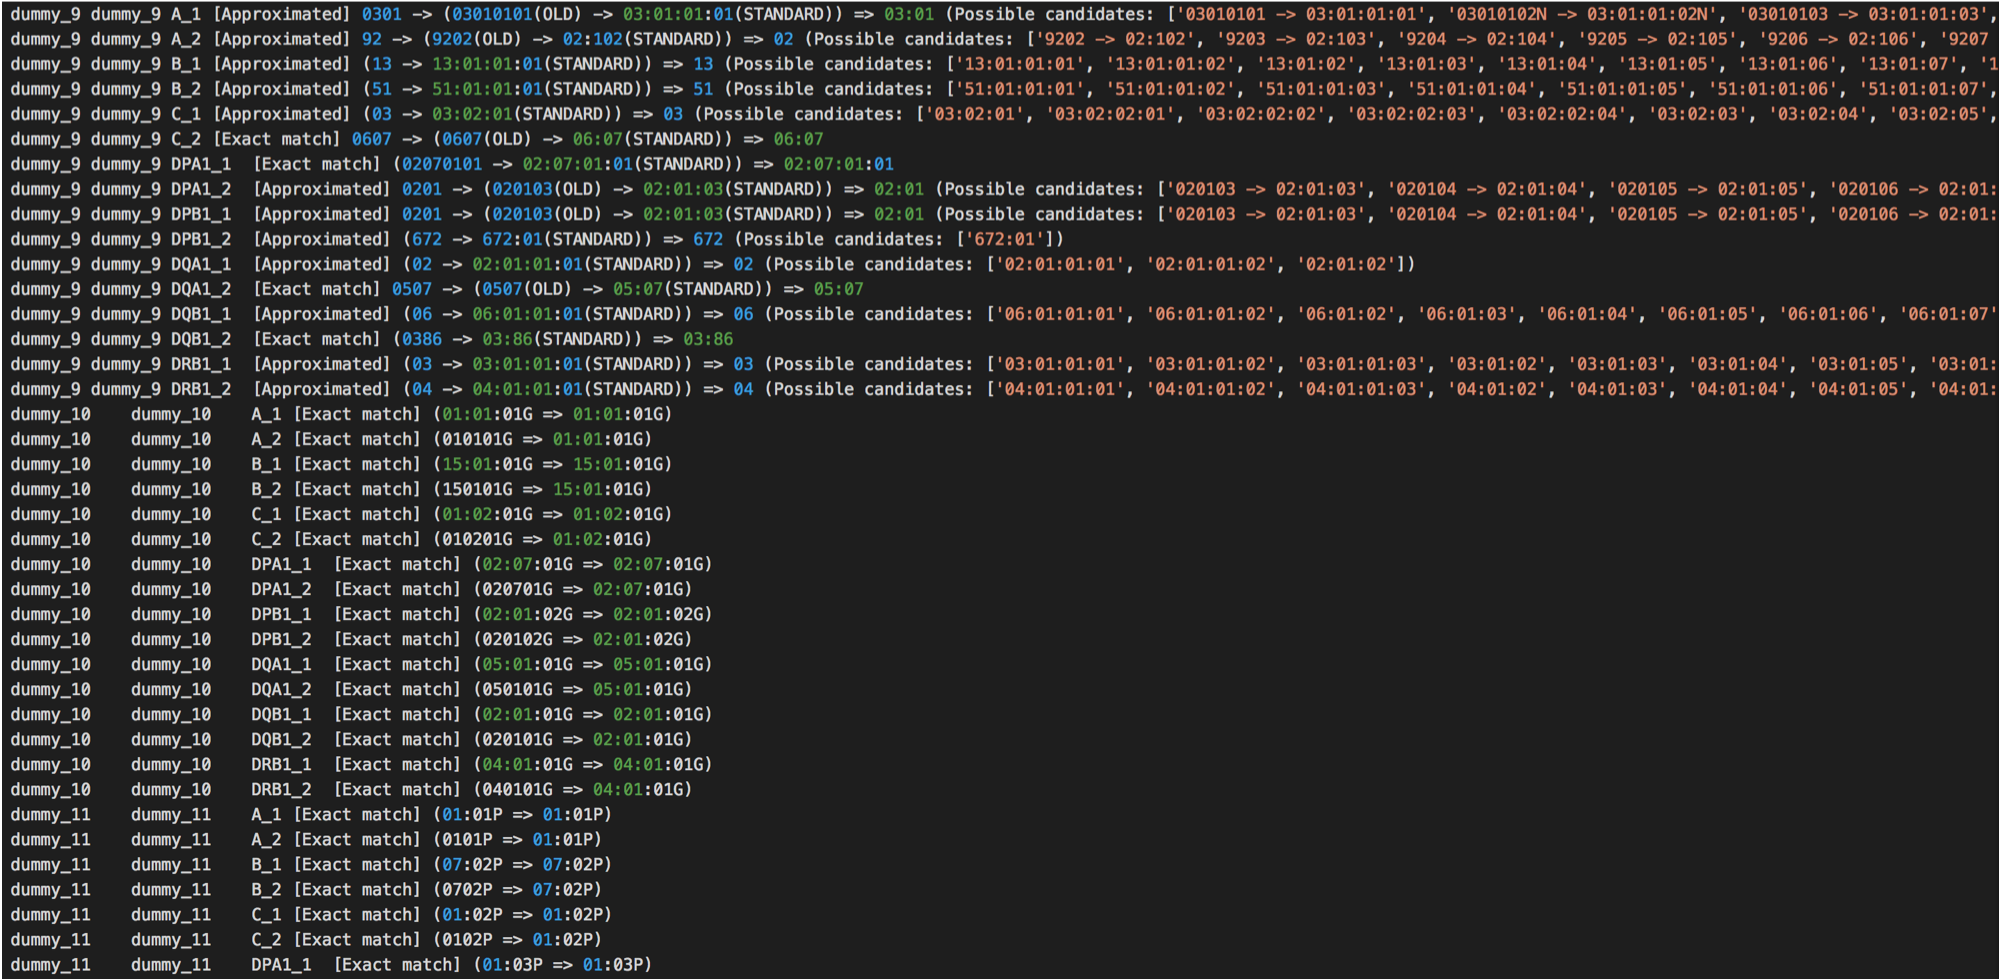 dummy_9 dummy_9 A_1 [Approximated] 0301 -> (03010101(OLD) -> 03:01:01:01(STANDARD)) => 03:01 (Possible candidates: ['03010101 -> 03:01:01:01', '03010102N -> 03:01:01:02N', '03010103 -> 03:01:01:03',
dummy_9 dummy_9 A_2 [Approximated] 92 -> (9202(OLD) -> 02:102(STANDARD)) => 02 (Possible candidates: ['9202 -> 02:102', '9203 -> 02:103', '9204 -> 02:104', '9205 -> 02:105', '9206 -> 02:106', '9207
dummy_9 dummy_9 B_1 [Approximated] (13 -> 13:01:01:01(STANDARD)) => 13 (Possible candidates: ['13:01:01:01', '13:01:01:02', '13:01:02', '13:01:03', '13:01:04', '13:01:05', '13:01:06', '13:01:07', '1
dummy_9 dummy_9 B_2 [Approximated] (51 -> 51:01:01:01(STANDARD)) => 51 (Possible candidates: ['51:01:01:01', '51:01:01:02', '51:01:01:03', '51:01:01:04', '51:01:01:05', '51:01:01:06', '51:01:01:07',
dummy_9 dummy_9 C_1 [Approximated] (03 -> 03:02:01(STANDARD)) => 03 (Possible candidates: ['03:02:01', '03:02:02:01', '03:02:02:02', '03:02:02:03', '03:02:02:04', '03:02:03', '03:02:04', '03:02:05',
dummy_9 dummy_9 C_2 [Exact match] 0607 -> (0607(OLD) -> 06:07(STANDARD)) => 06:07
dummy_9 dummy_9 DPA1_1 [Exact match] (02070101 -> 02:07:01:01(STANDARD)) => 02:07:01:01
dummy_9 dummy_9 DPA1_2 [Approximated] 0201 -> (020103(OLD) -> 02:01:03(STANDARD)) => 02:01 (Possible candidates: ['020103 -> 02:01:03', '020104 -> 02:01:04', '020105 -> 02:01:05', '020106 -> 02:01:
dummy_9 dummy_9 DPB1_1 [Approximated] 0201 -> (020103(OLD) -> 02:01:03(STANDARD)) => 02:01 (Possible candidates: ['020103 -> 02:01:03', '020104 -> 02:01:04', '020105 -> 02:01:05', '020106 -> 02:01:
dummy_9 dummy_9 DPB1_2 [Approximated] (672 -> 672:01(STANDARD)) => 672 (Possible candidates: ['672:01'])
dummy_9 dummy_9 DQA1_1 [Approximated] (02 -> 02:01:01:01(STANDARD)) => 02 (Possible candidates: ['02:01:01:01', '02:01:01:02', '02:01:02'])
dummy_9 dummy_9 DQA1_2 [Exact match] 0507 -> (0507(OLD) -> 05:07(STANDARD)) => 05:07
dummy_9 dummy_9 DQB1_1 [Approximated] (06 -> 06:01:01:01(STANDARD)) => 06 (Possible candidates: ['06:01:01:01', '06:01:01:02', '06:01:02', '06:01:03', '06:01:04', '06:01:05', '06:01:06', '06:01:07'
dummy_9 dummy_9 DQB1_2 [Exact match] (0386 -> 03:86(STANDARD)) => 03:86
dummy_9 dummy_9 DRB1_1 [Approximated] (03 -> 03:01:01:01(STANDARD)) => 03 (Possible candidates: ['03:01:01:01', '03:01:01:02', '03:01:01:03', '03:01:02', '03:01:03', '03:01:04', '03:01:05', '03:01:
dummy_9 dummy_9 DRB1_2 [Approximated] (04 -> 04:01:01:01(STANDARD)) => 04 (Possible candidates: ['04:01:01:01', '04:01:01:02', '04:01:01:03', '04:01:02', '04:01:03', '04:01:04', '04:01:05', '04:01:
dummy_10 dummy_10 A_1 [Exact match] (01:01:01G => 01:01:01G)
dummy_10 dummy_10 A_2 [Exact match] (010101G => 01:01:01G)
dummy_10 dummy_10 B_1 [Exact match] (15:01:01G => 15:01:01G)
dummy_10 dummy_10 B_2 [Exact match] (150101G => 15:01:01G)
dummy_10 dummy_10 C_1 [Exact match] (01:02:01G => 01:02:01G)
dummy_10 dummy_10 C_2 [Exact match] (010201G => 01:02:01G)
dummy_10 dummy_10 DPA1_1 [Exact match] (02:07:01G => 02:07:01G)
dummy_10 dummy_10 DPA1_2 [Exact match] (020701G => 02:07:01G)
dummy_10 dummy_10 DPB1_1 [Exact match] (02:01:02G => 02:01:02G)
dummy_10 dummy_10 DPB1_2 [Exact match] (020102G => 02:01:02G)
dummy_10 dummy_10 DQA1_1 [Exact match] (05:01:01G => 05:01:01G)
dummy_10 dummy_10 DQA1_2 [Exact match] (050101G => 05:01:01G)
dummy_10 dummy_10 DQB1_1 [Exact match] (02:01:01G => 02:01:01G)
dummy_10 dummy_10 DQB1_2 [Exact match] (020101G => 02:01:01G)
dummy_10 dummy_10 DRB1_1 [Exact match] (04:01:01G => 04:01:01G)
dummy_10 dummy_10 DRB1_2 [Exact match] (040101G => 04:01:01G)
dummy_11 dummy_11 A_1 [Exact match] (01:01P => 01:01P)
dummy_11 dummy_11 A_2 [Exact match] (0101P => 01:01P)
dummy_11 dummy_11 B_1 [Exact match] (07:02P => 07:02P)
dummy_11 dummy_11 B_2 [Exact match] (0702P => 07:02P)
dummy_11 dummy_11 C_1 [Exact match] (01:02P => 01:02P)
dummy_11 dummy_11 C_2 [Exact match] (0102P => 01:02P)
dummy_11 dummy_11 DPA1_1 [Exact match] (01:03P => 01:03P)